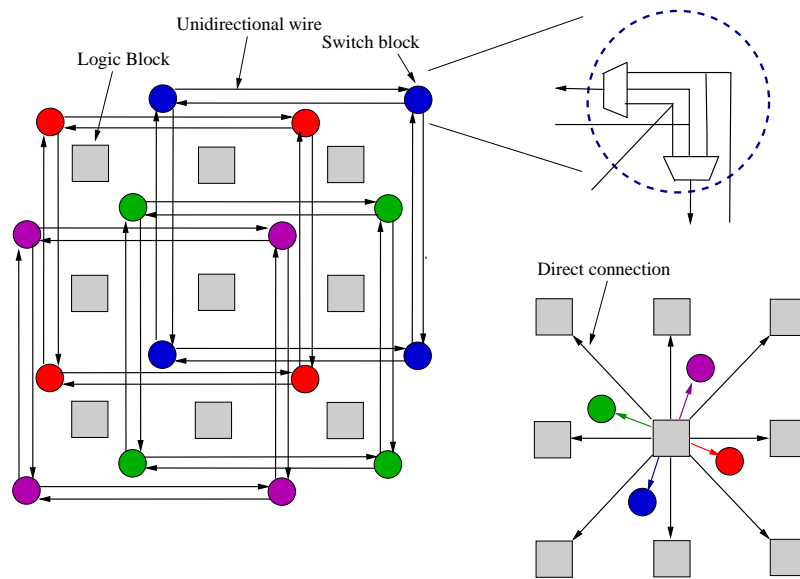 Unidirectional wire
Switch block
Logic Block
Direct connection